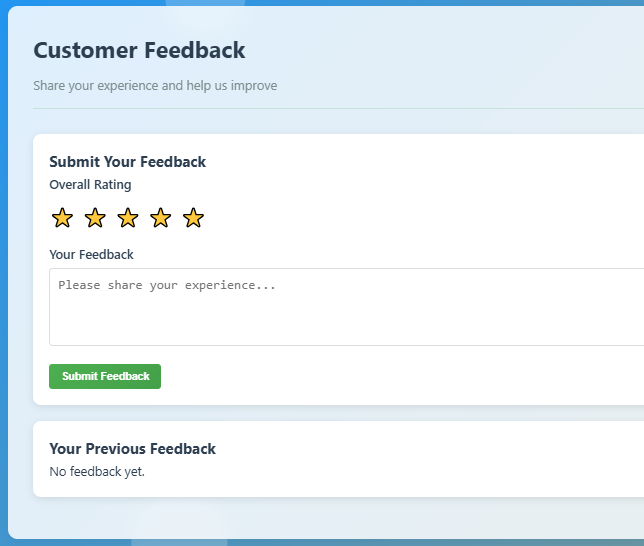 Customer Feedback
Share your experience and help us improve
Submit Your Feedback
Overall Rating
Your Feedback
Please share your experience...
Submit Feedback
Your Previous Feedback
No feedback yet.